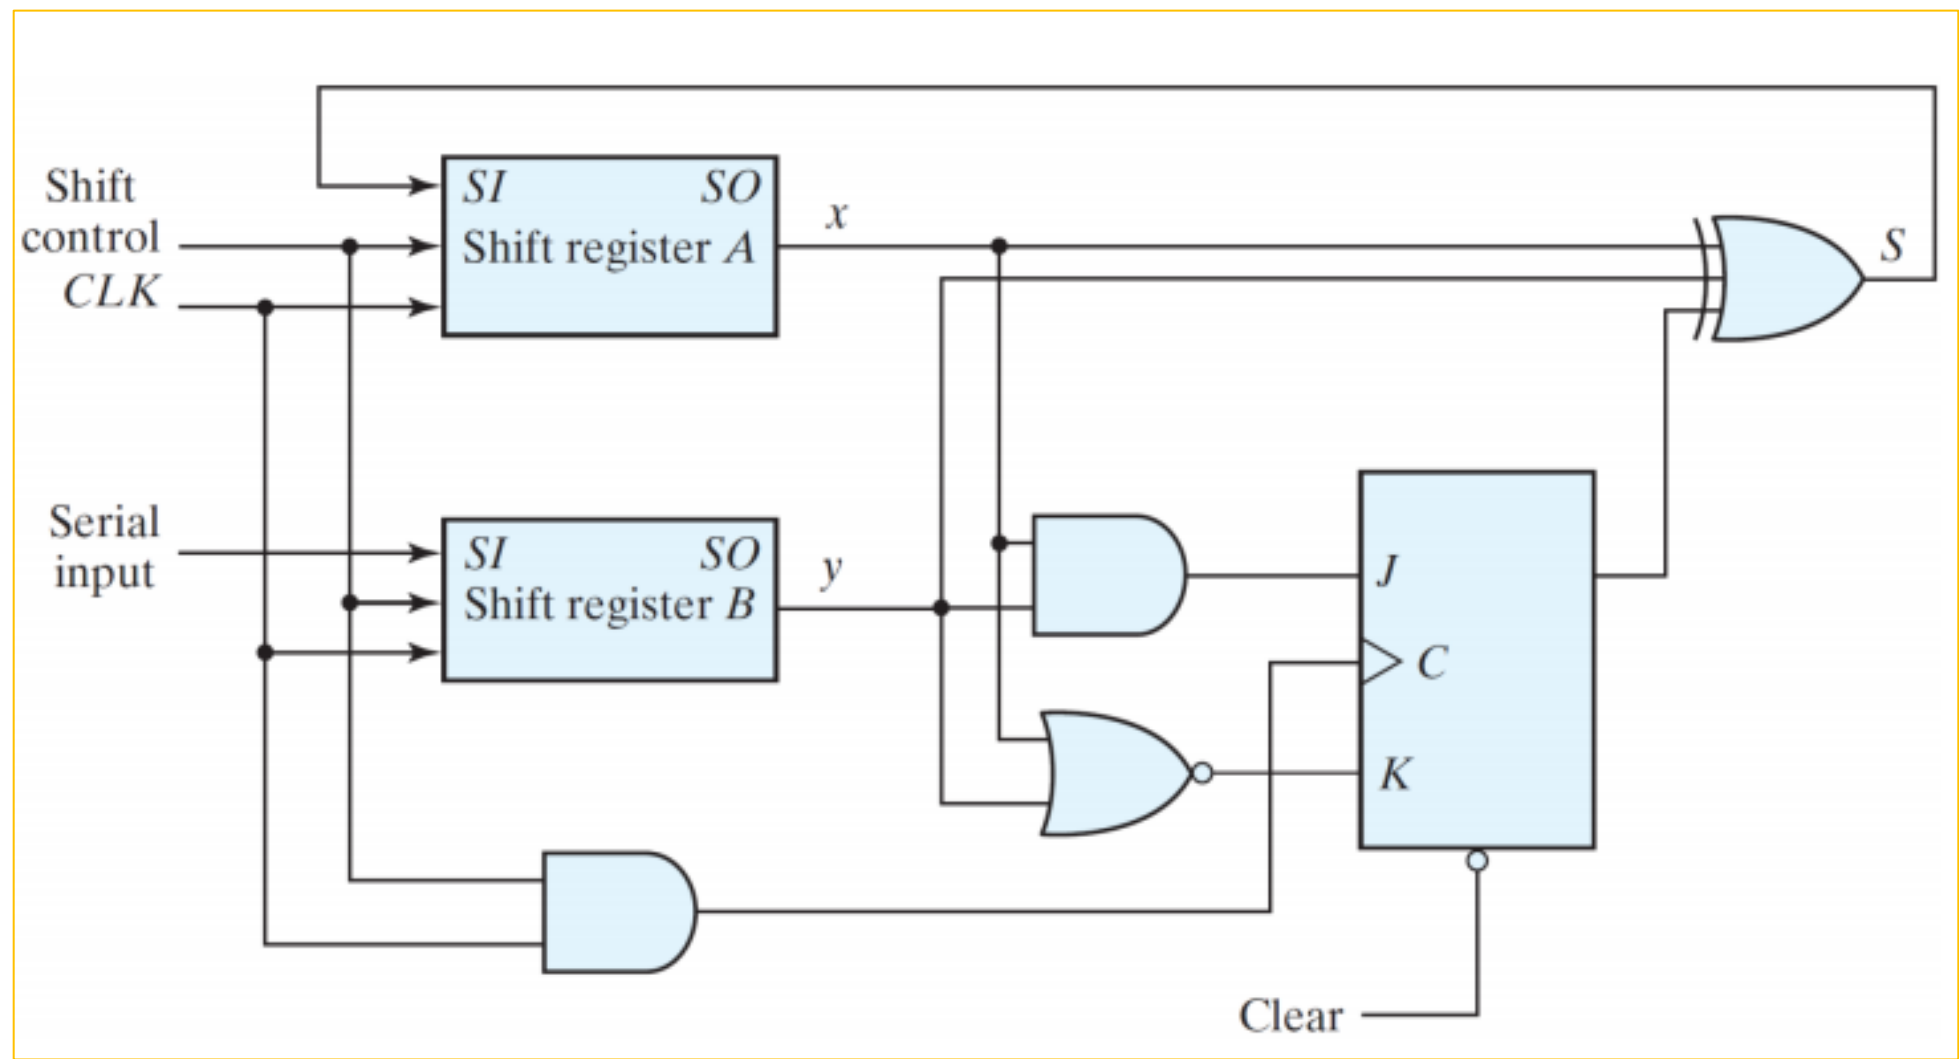 Shift
control
CLK
SI SO
Shift register A
x
S
Serial
input
SI SO
Shift register B
y
J
C
K
Clear